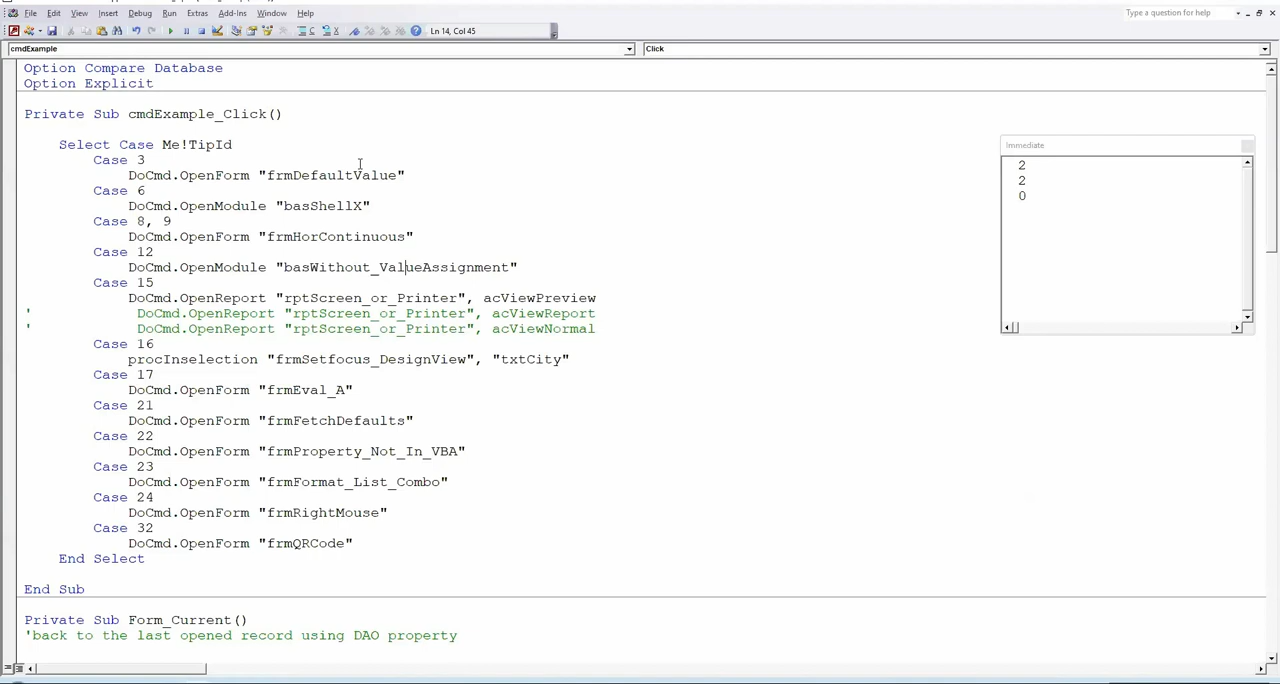 File Edit View Insert Debug Run Extras Add-Ins Window Help Type a question for help
Ln 14, Col 45
cmdExample Click
Option Compare Database
Option Explicit
Private Sub cmdExample_Click()
Select Case Me!TipId
Case 3
DoCmd.OpenForm "frmDefaultValue"
Case 6
DoCmd.OpenModule "basShellX"
Case 8, 9
DoCmd.OpenForm "frmHorContinuous"
Case 12
DoCmd.OpenModule "basWithout_ValueAssignment"
Case 15
DoCmd.OpenReport "rptScreen_or_Printer", acViewPreview
' DoCmd.OpenReport "rptScreen_or_Printer", acViewReport
' DoCmd.OpenReport "rptScreen_or_Printer", acViewNormal
Case 16
procInselection "frmSetfocus_DesignView", "txtCity"
Case 17
DoCmd.OpenForm "frmEval_A"
Case 21
DoCmd.OpenForm "frmFetchDefaults"
Case 22
DoCmd.OpenForm "frmProperty_Not_In_VBA"
Case 23
DoCmd.OpenForm "frmFormat_List_Combo"
Case 24
DoCmd.OpenForm "frmRightMouse"
Case 32
DoCmd.OpenForm "frmQRCode"
End Select
End Sub
Private Sub Form_Current()
'back to the last opened record using DAO property
Immediate
2
2
0